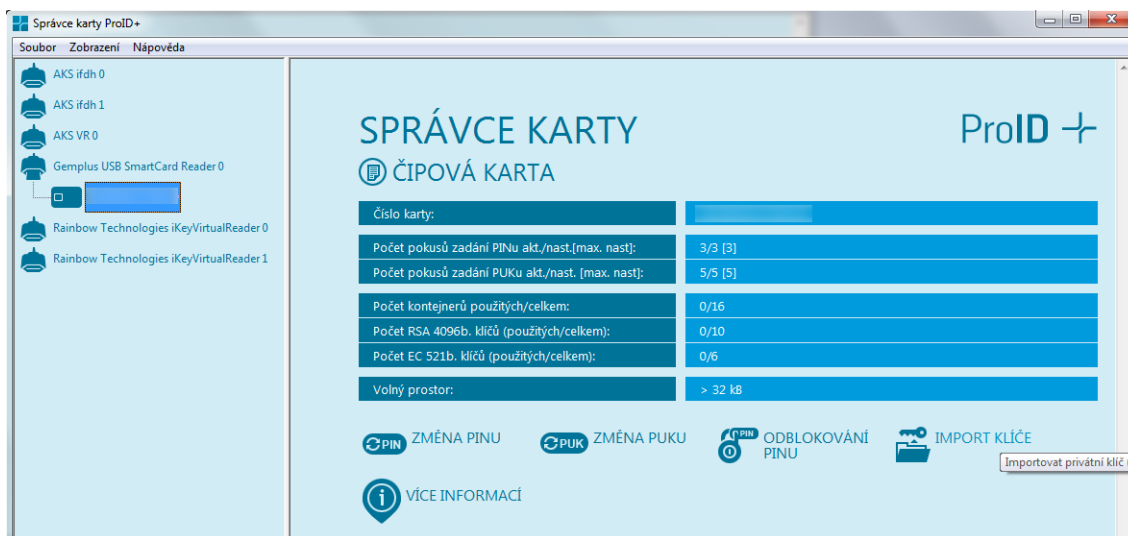 Správce karty ProID+
Soubor Zobrazení Nápověda
AKS ifdh 0
AKS ifdh 1
AKS VR 0
Gemplus USB SmartCard Reader 0
Rainbow Technologies iKeyVirtualReader 0
Rainbow Technologies iKeyVirtualReader 1
SPRÁVCE KARTY
ProID
ČIPOVÁ KARTA
Číslo karty:
Počet pokusů zadání PINu akt./nast.[max. nast]: 3/3 [3]
Počet pokusů zadání PUKu akt./nast. [max. nast]: 5/5 [5]
Počet kontejnerů použitých/celkem: 0/16
Počet RSA 4096b. klíčů (použitých/celkem): 0/10
Počet EC 521b. klíčů (použitých/celkem): 0/6
Volný prostor: > 32 kB
PIN ZMĚNA PINU
PUK ZMĚNA PUKU
PIN ODBLOKOVÁNÍ
PINU
IMPORT KLÍČE
Importovat privátní klíč
VÍCE INFORMACÍ